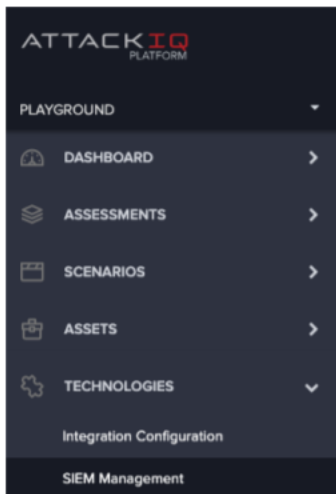 ATTACKIQ
PLATFORM
PLAYGROUND
DASHBOARD
ASSESSMENTS
SCENARIOS
ASSETS
TECHNOLOGIES
Integration Configuration
SIEM Management